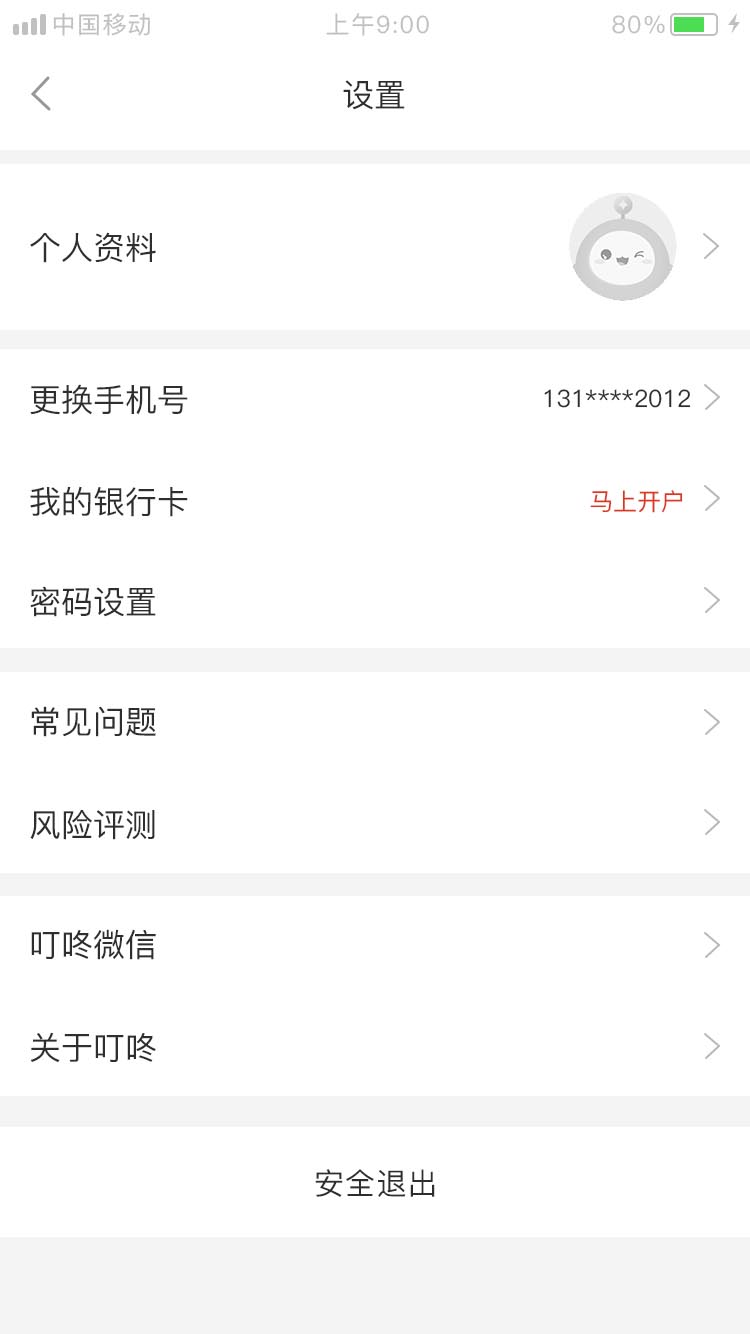 中国移动 上午9:00 80%
设置
个人资料
更换手机号 131****2012
我的银行卡 马上开户
密码设置
常见问题
风险评测
叮咚微信
关于叮咚
安全退出